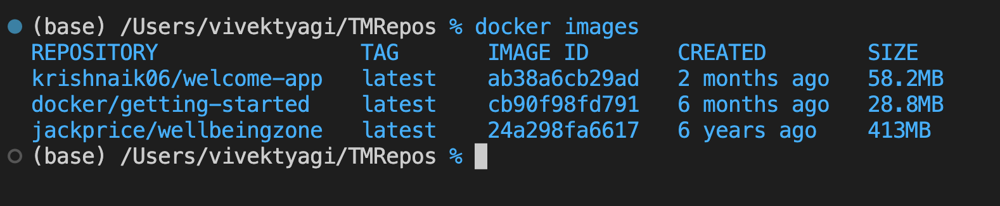 (base) /Users/vivektyagi/TMRepos % docker images
REPOSITORY TAG IMAGE ID CREATED SIZE
krishnaik06/welcome-app latest ab38a6cb29ad 2 months ago 58.2MB
docker/getting-started latest cb90f98fd791 6 months ago 28.8MB
jackprice/wellbeingzone latest 24a298fa6617 6 years ago 413MB
(base) /Users/vivektyagi/TMRepos %